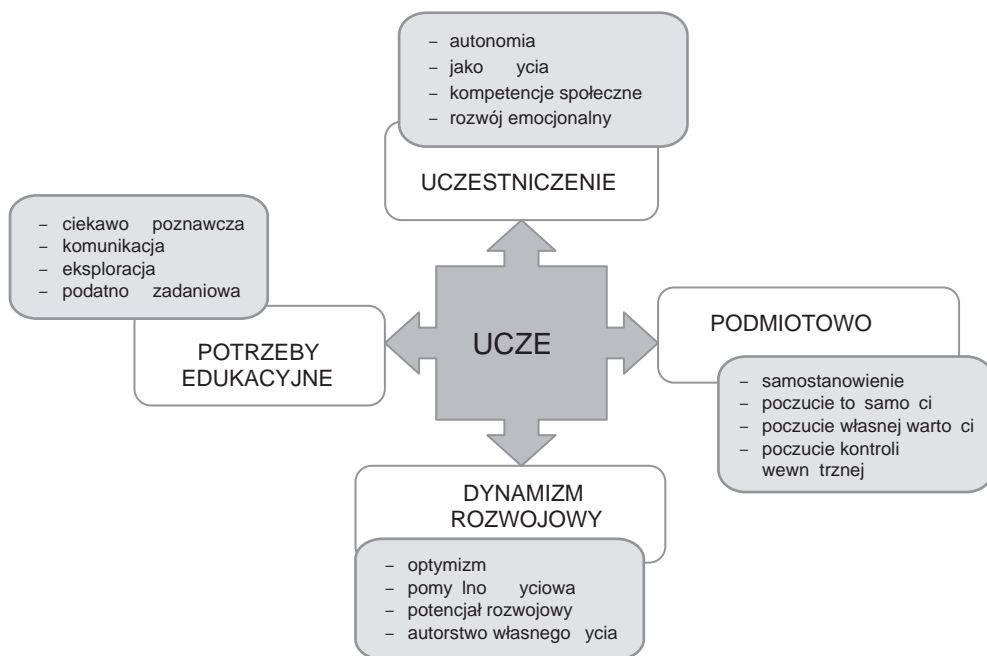 – autonomia
– jako ycia
– kompetencje społeczne
– rozwój emocjonalny
UCZESTNICZENIE
– ciekawo poznawcza
– komunikacja
– eksploracja
– podatno zadaniowa
POTRZEBY
EDUKACYJNE
UCZE
PODMIOTOWO
– samostanowienie
– poczucie to samo ci
– poczucie własnej warto ci
– poczucie kontroli
wewn trznej
DYNAMIZM
ROZWOJOWY
– optymizm
– pomy lno yciowa
– potencjał rozwojowy
– autorstwo własnego ycia